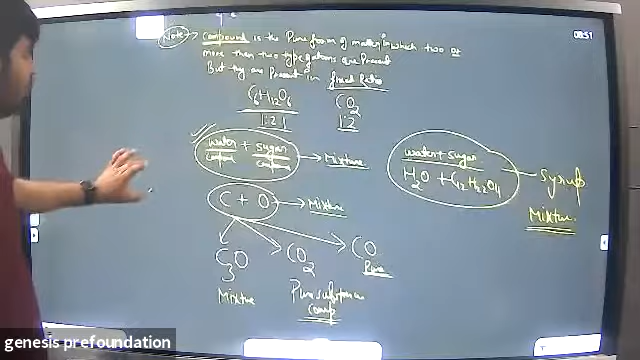 08:51
Note → Compound is the Pure form of matter in which two or
more than two type of atoms are Present
But they are Present in fixed Ratio
C6H12O6 CO2
1:2:1 1:2
water + sugar → Mixture
Compound Compound
water + sugar
H2O + C12H22O11 → Syrup
Mixture
C + O → Mixture
C3O CO2 CO
Pure
Mixture Pure substance
Comp
genesis prefoundation